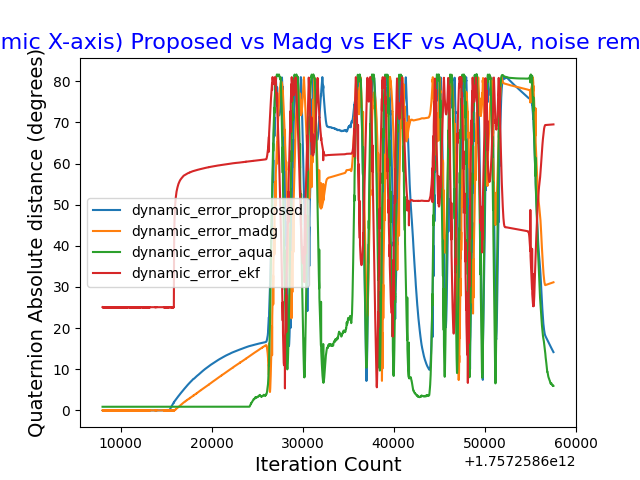 mic X-axis) Proposed vs Madg vs EKF vs AQUA, noise rem
Quaternion Absolute distance (degrees)
80
70
60
50
40
30
20
10
0
dynamic_error_proposed
dynamic_error_madg
dynamic_error_aqua
dynamic_error_ekf
10000 20000 30000 40000 50000 60000
Iteration Count
+1.7572586e12